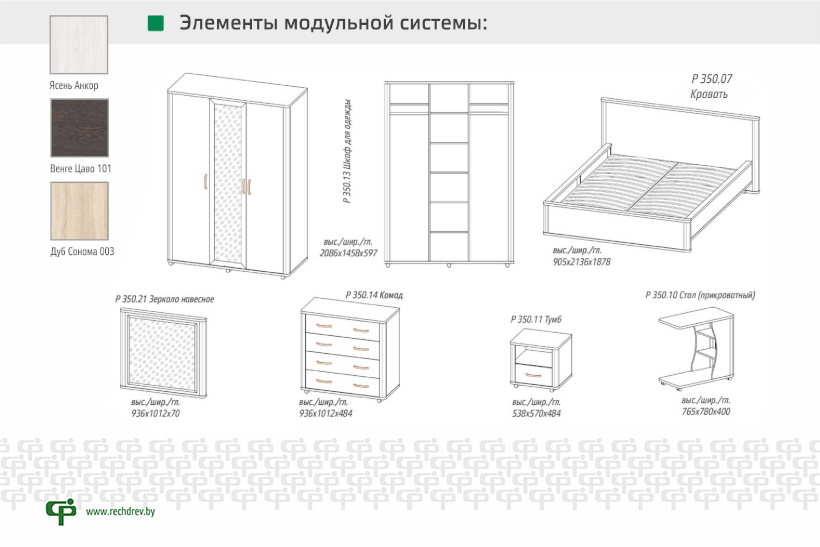 Элементы модульной системы:
Ясень Анкор
Венге Цаво 101
Дуб Сонома 003
Р 350.13 Шкаф для одежды
выс./шир./гл.
2086х1458х597
Р 350.07
Кровать
выс./шир./гл.
905х2136х1878
Р 350.21 Зеркало навесное
выс./шир./гл.
936х1012х70
Р 350.14 Комод
выс./шир./гл.
936х1012х484
Р 350.11 Тумб
выс./шир./гл.
538х570х484
Р 350.10 Стол (прикроватный)
выс./шир./гл.
765х780х400
www.rechdrev.by